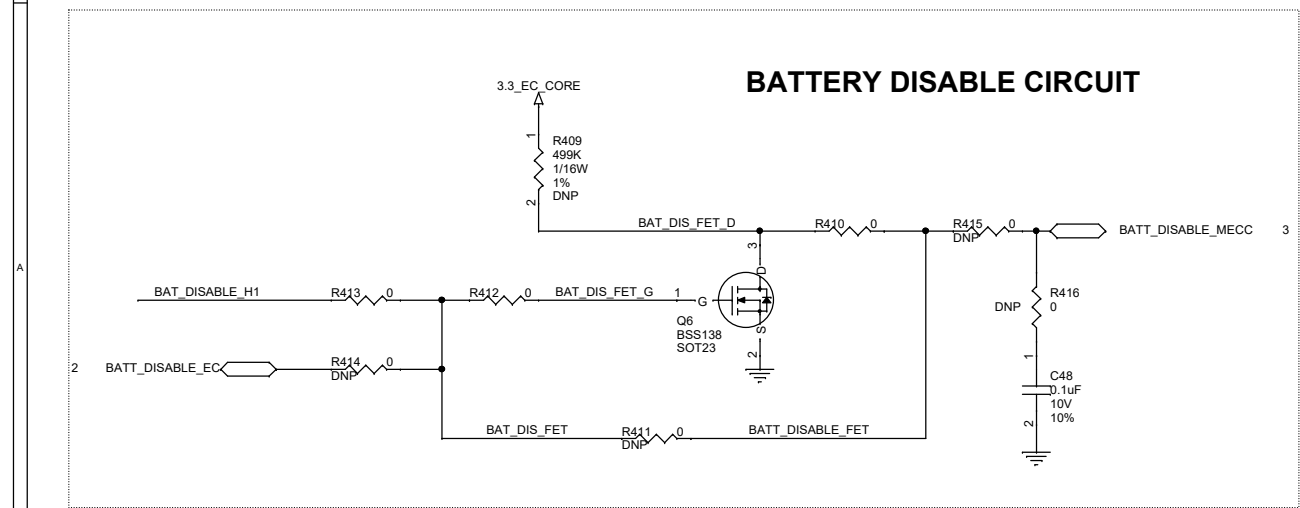 BATTERY DISABLE CIRCUIT
3.3_EC_CORE
1
R409
499K
1/16W
1%
DNP
2
BAT_DIS_FET_D
R410 0
R415 0
DNP
BATT_DISABLE_MECC 3
3
D
A
BAT_DISABLE_H1
R413 0
R412 0
BAT_DIS_FET_G
1
G
Q6
BSS138
SOT23
S
2
DNP
R416
0
2 BATT_DISABLE_EC
R414 0
DNP
1
C48
0.1uF
10V
10%
2
BAT_DIS_FET
R411 0
DNP
BATT_DISABLE_FET